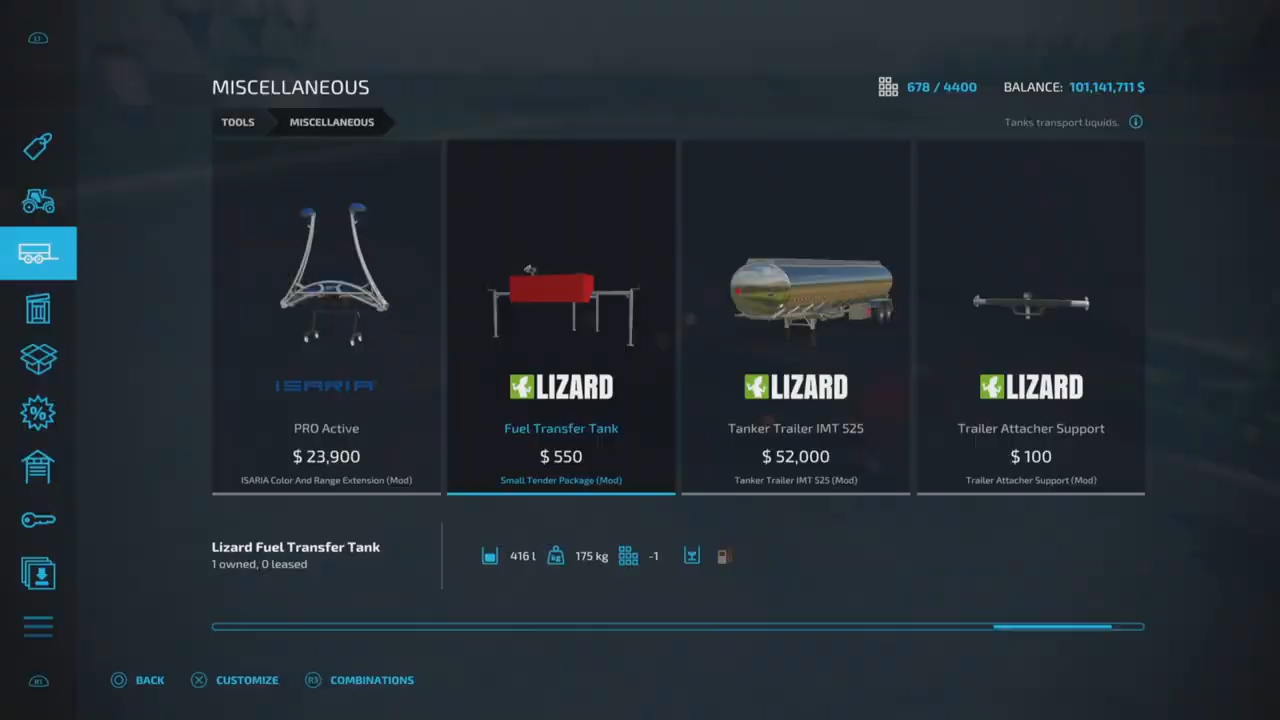 L1
MISCELLANEOUS
678 / 4400
BALANCE: 101,141,711 $
TOOLS
MISCELLANEOUS
Tanks transport liquids.
ISARIA
PRO Active
$ 23,900
ISARIA Color And Range Extension (Mod)
LIZARD
Fuel Transfer Tank
$ 550
Small Tender Package (Mod)
LIZARD
Tanker Trailer IMT 525
$ 52,000
Tanker Trailer IMT 525 (Mod)
LIZARD
Trailer Attacher Support
$ 100
Trailer Attacher Support (Mod)
Lizard Fuel Transfer Tank
1 owned, 0 leased
416 l
kg
175 kg
-1
R1
BACK
CUSTOMIZE
R3
COMBINATIONS